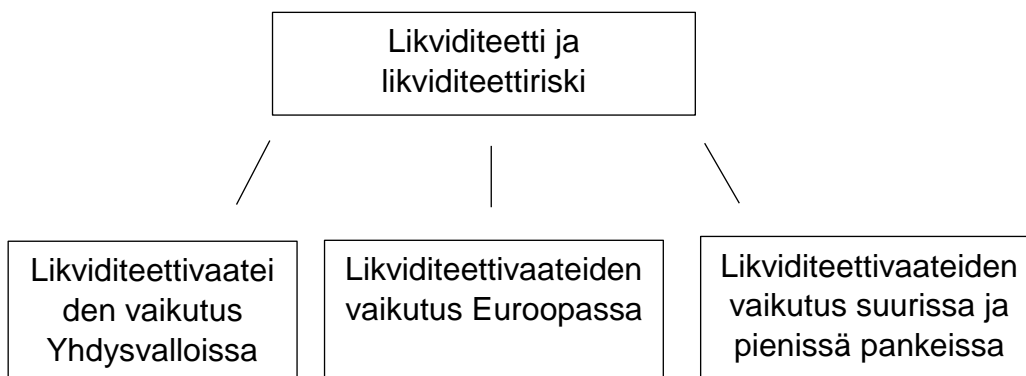 Likviditeetti ja
likviditeettiriski
Likviditeettivaatei
den vaikutus
Yhdysvalloissa
Likviditeettivaateiden
vaikutus Euroopassa
Likviditeettivaateiden
vaikutus suurissa ja
pienissä pankeissa